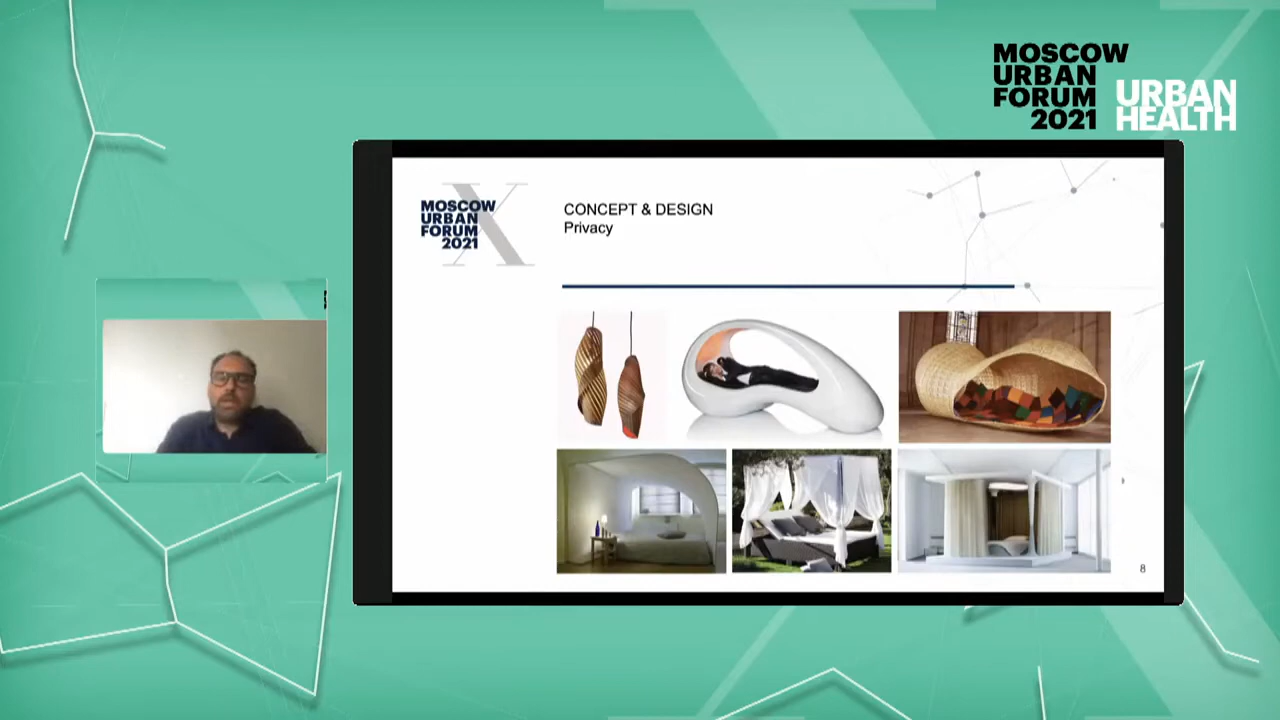 MOSCOW
URBAN
FORUM
2021
URBAN
HEALTH
MOSCOW
URBAN
FORUM
2021
X
CONCEPT & DESIGN
Privacy
8